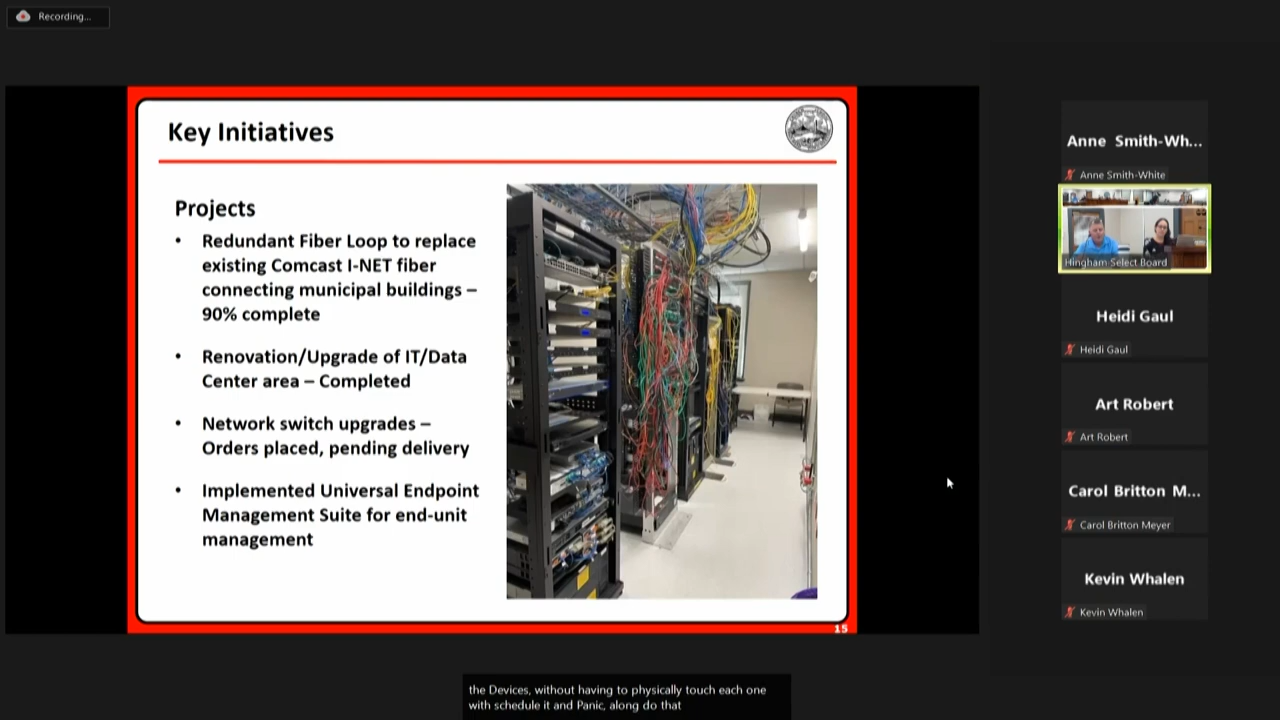 Recording...
Key Initiatives
Projects
• Redundant Fiber Loop to replace
existing Comcast I-NET fiber
connecting municipal buildings –
90% complete
• Renovation/Upgrade of IT/Data
Center area – Completed
• Network switch upgrades –
Orders placed, pending delivery
• Implemented Universal Endpoint
Management Suite for end-unit
management
15
Anne Smith-Wh...
Anne Smith-White
Hingham Select Board
Heidi Gaul
Heidi Gaul
Art Robert
Art Robert
Carol Britton M...
Carol Britton Meyer
Kevin Whalen
Kevin Whalen
the Devices, without having to physically touch each one
with schedule it and Panic, along do that